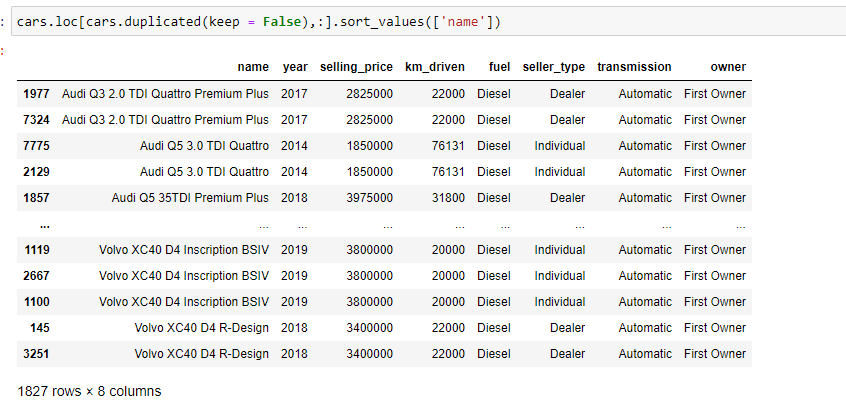 : cars.loc[cars.duplicated(keep = False),:].sort_values(['name'])
:
name year selling_price km_driven fuel seller_type transmission owner
1977 Audi Q3 2.0 TDI Quattro Premium Plus 2017 2825000 22000 Diesel Dealer Automatic First Owner
7324 Audi Q3 2.0 TDI Quattro Premium Plus 2017 2825000 22000 Diesel Dealer Automatic First Owner
7775 Audi Q5 3.0 TDI Quattro 2014 1850000 76131 Diesel Individual Automatic First Owner
2129 Audi Q5 3.0 TDI Quattro 2014 1850000 76131 Diesel Individual Automatic First Owner
1857 Audi Q5 35TDI Premium Plus 2018 3975000 31800 Diesel Dealer Automatic First Owner
... ... ... ... ... ... ... ... ...
1119 Volvo XC40 D4 Inscription BSIV 2019 3800000 20000 Diesel Individual Automatic First Owner
2667 Volvo XC40 D4 Inscription BSIV 2019 3800000 20000 Diesel Individual Automatic First Owner
1100 Volvo XC40 D4 Inscription BSIV 2019 3800000 20000 Diesel Individual Automatic First Owner
145 Volvo XC40 D4 R-Design 2018 3400000 22000 Diesel Dealer Automatic First Owner
3251 Volvo XC40 D4 R-Design 2018 3400000 22000 Diesel Dealer Automatic First Owner
1827 rows × 8 columns